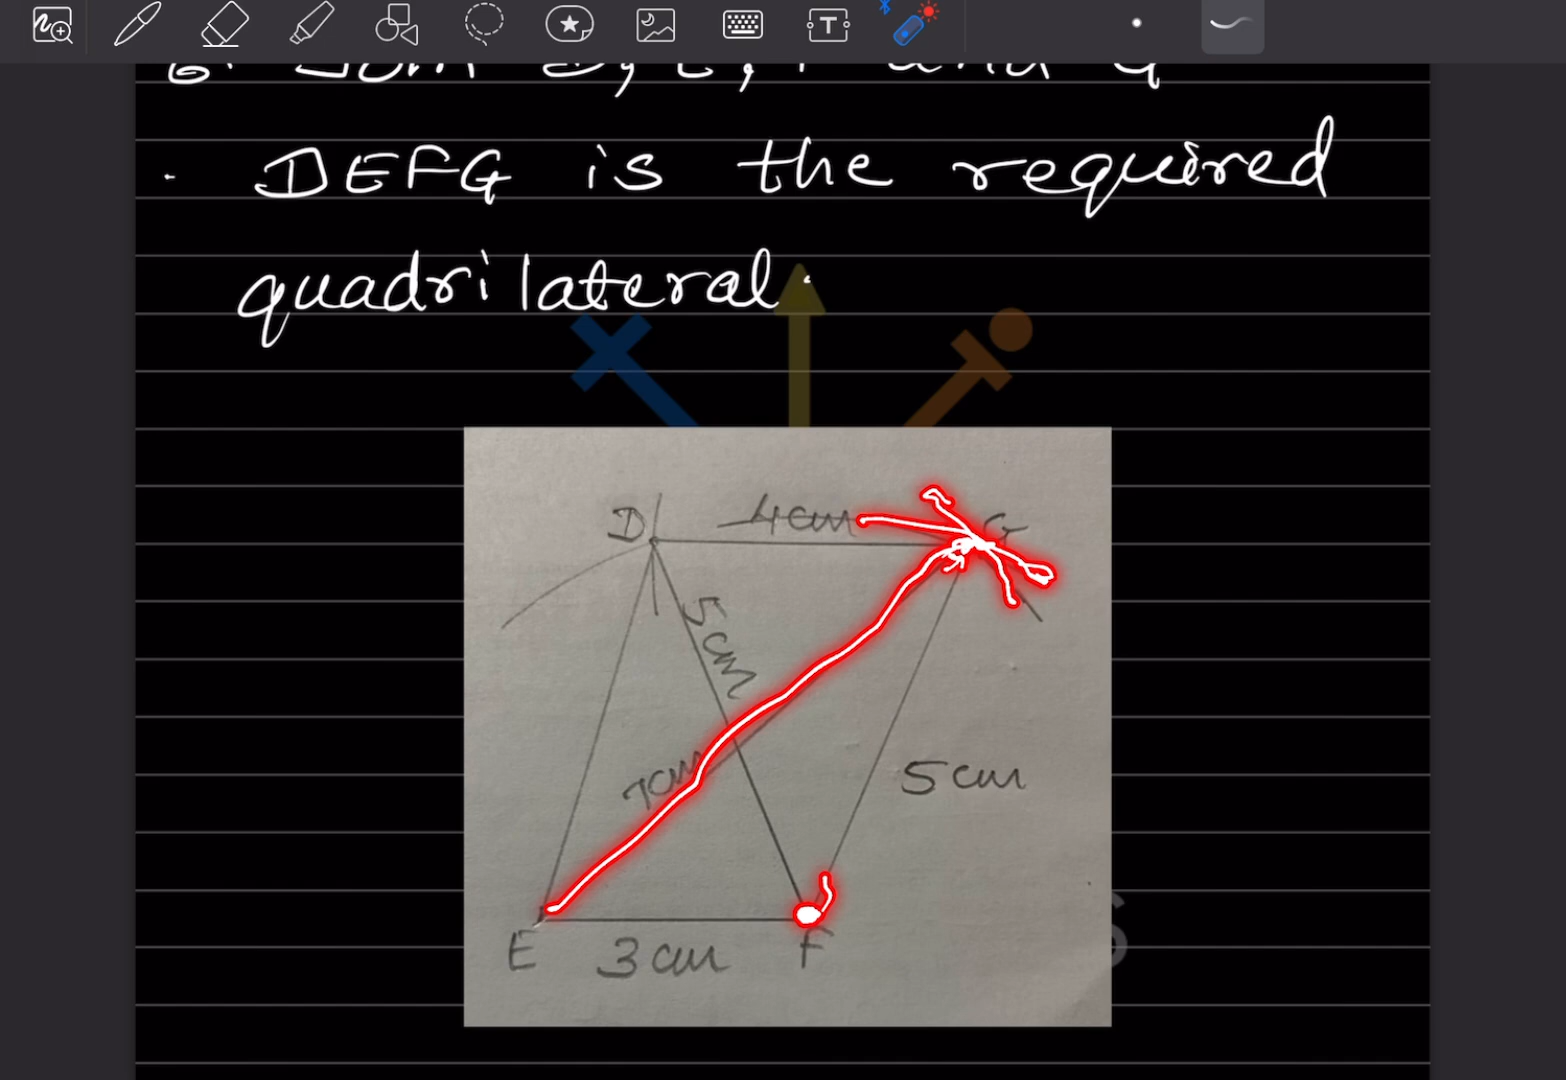 DEFG is the required
quadrilateral.
D 4cm G
5cm
7cm
5cm
E 3cm F